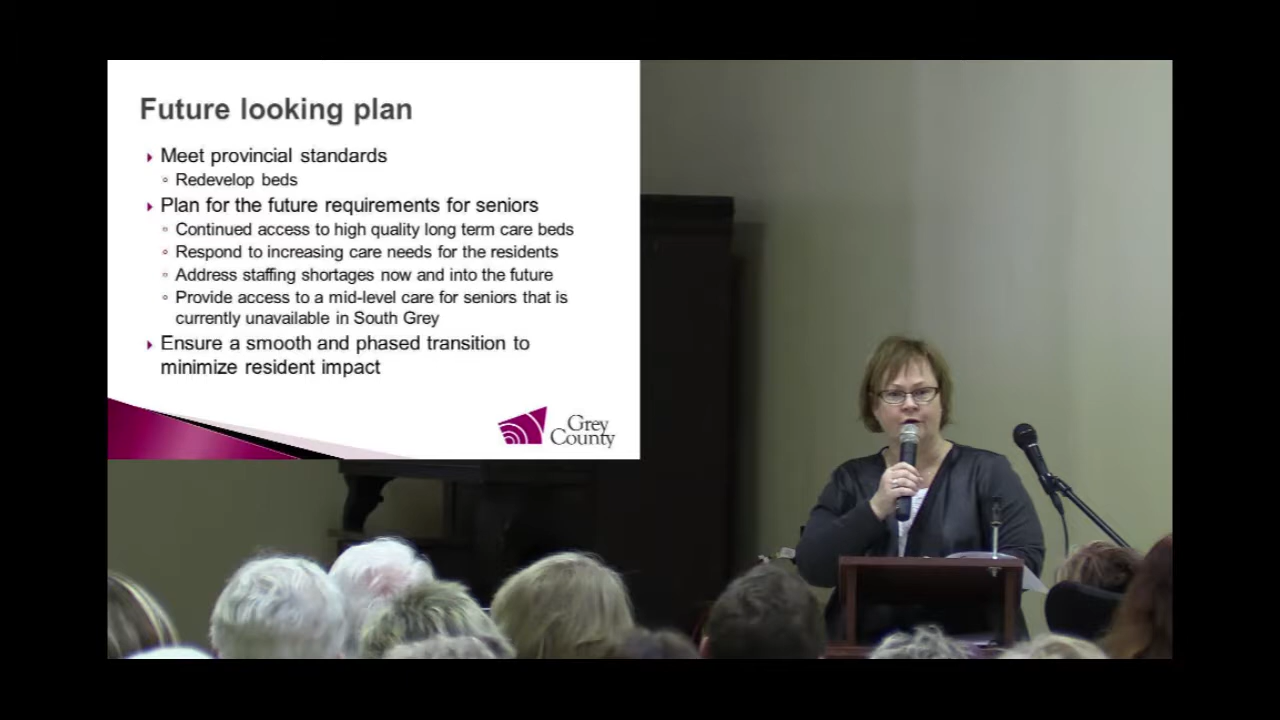 Future looking plan
Meet provincial standards
Redevelop beds
Plan for the future requirements for seniors
Continued access to high quality long term care beds
Respond to increasing care needs for the residents
Address staffing shortages now and into the future
Provide access to a mid-level care for seniors that is
currently unavailable in South Grey
Ensure a smooth and phased transition to
minimize resident impact
Grey
County